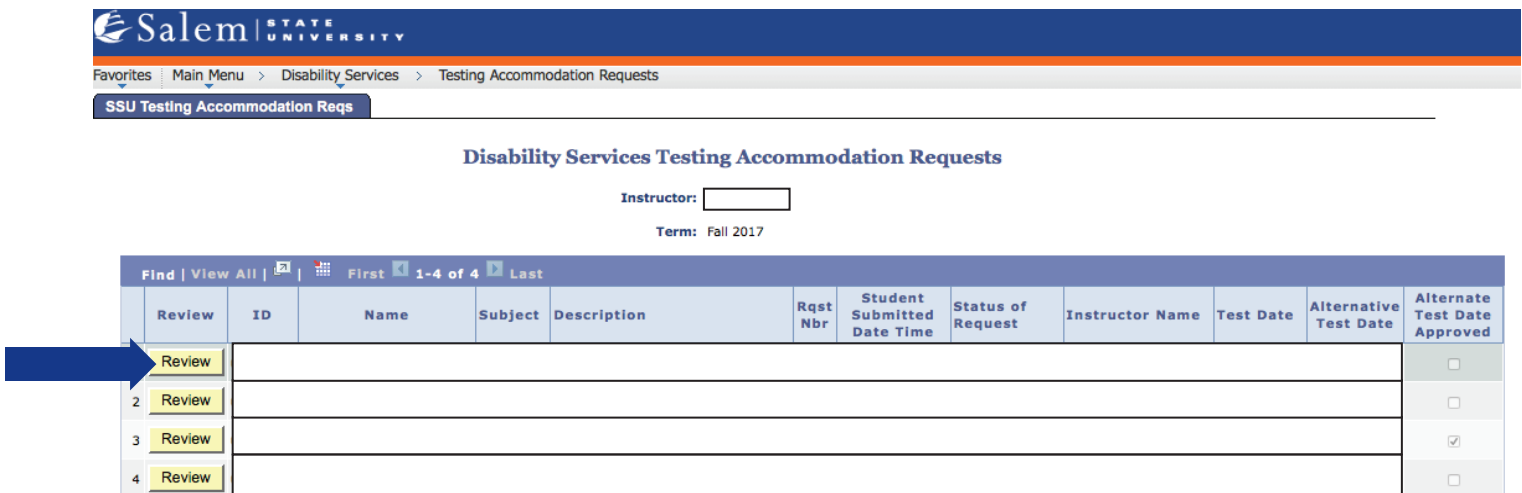 Salem STATE UNIVERSITY
Favorites Main Menu > Disability Services > Testing Accommodation Requests
SSU Testing Accommodation Reqs
Disability Services Testing Accommodation Requests
Instructor:
Term: Fall 2017
Find | View All | | First 1-4 of 4 Last
Review ID Name Subject Description Rqst Nbr Student Submitted Date Time Status of Request Instructor Name Test Date Alternative Test Date Alternate Test Date Approved
Review
2 Review
3 Review
4 Review